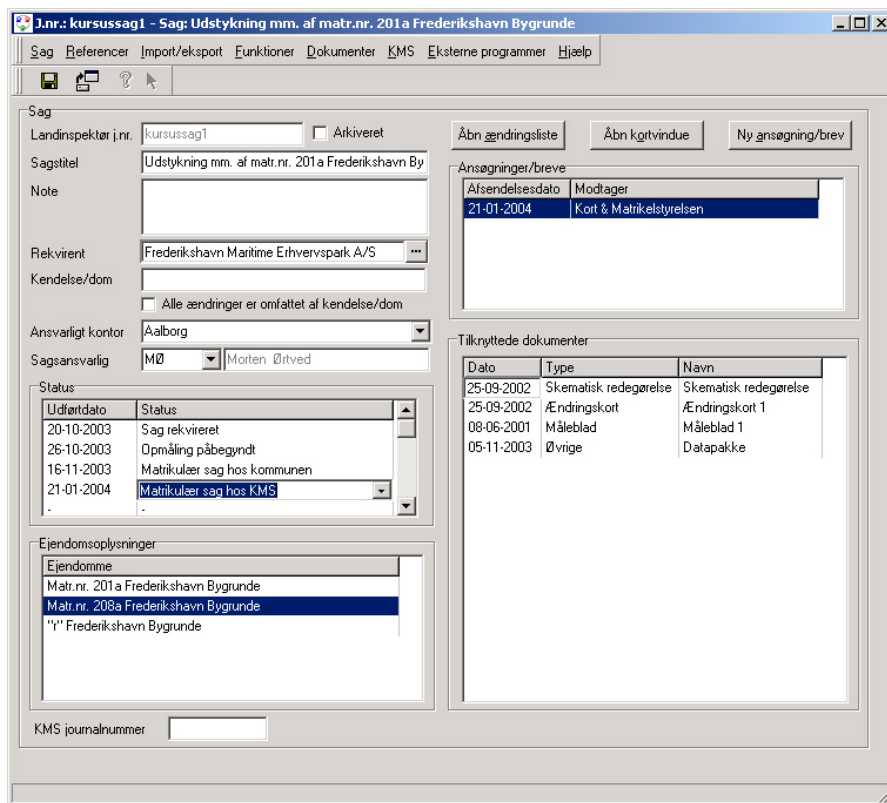 J.nr.: kursussag1 - Sag: Udstykning mm. af matr.nr. 201a Frederikshavn Bygrunde
Sag Referencer Import/eksport Funktioner Dokumenter KMS Eksterne programmer Hjælp
Sag
Landinspektør j.nr. kursussag1 Arkiveret
Sagstitel Udstykning mm. af matr.nr. 201a Frederikshavn By
Note
Rekvirent Frederikshavn Maritime Erhvervspark A/S ...
Kendelse/dom
Alle ændringer er omfattet af kendelse/dom
Ansvarligt kontor Aalborg
Sagsansvarlig MØ Morten Ørtved
Status
Udførtdato Status
20-10-2003 Sag rekvireret
26-10-2003 Opmåling påbegyndt
16-11-2003 Matrikulær sag hos kommunen
21-01-2004 Matrikulær sag hos KMS
- -
Ejendomsoplysninger
Ejendomme
Matr.nr. 201a Frederikshavn Bygrunde
Matr.nr. 208a Frederikshavn Bygrunde
"r" Frederikshavn Bygrunde
KMS journalnummer
Åbn ændringsliste Åbn kortvindue Ny ansøgning/brev
Ansøgninger/breve
Afsendelsesdato Modtager
21-01-2004 Kort & Matrikelstyrelsen
Tilknyttede dokumenter
Dato Type Navn
25-09-2002 Skematisk redegørelse Skematisk redegørelse
25-09-2002 Ændringskort Ændringskort 1
08-06-2001 Måleblad Måleblad 1
05-11-2003 Øvrige Datapakke